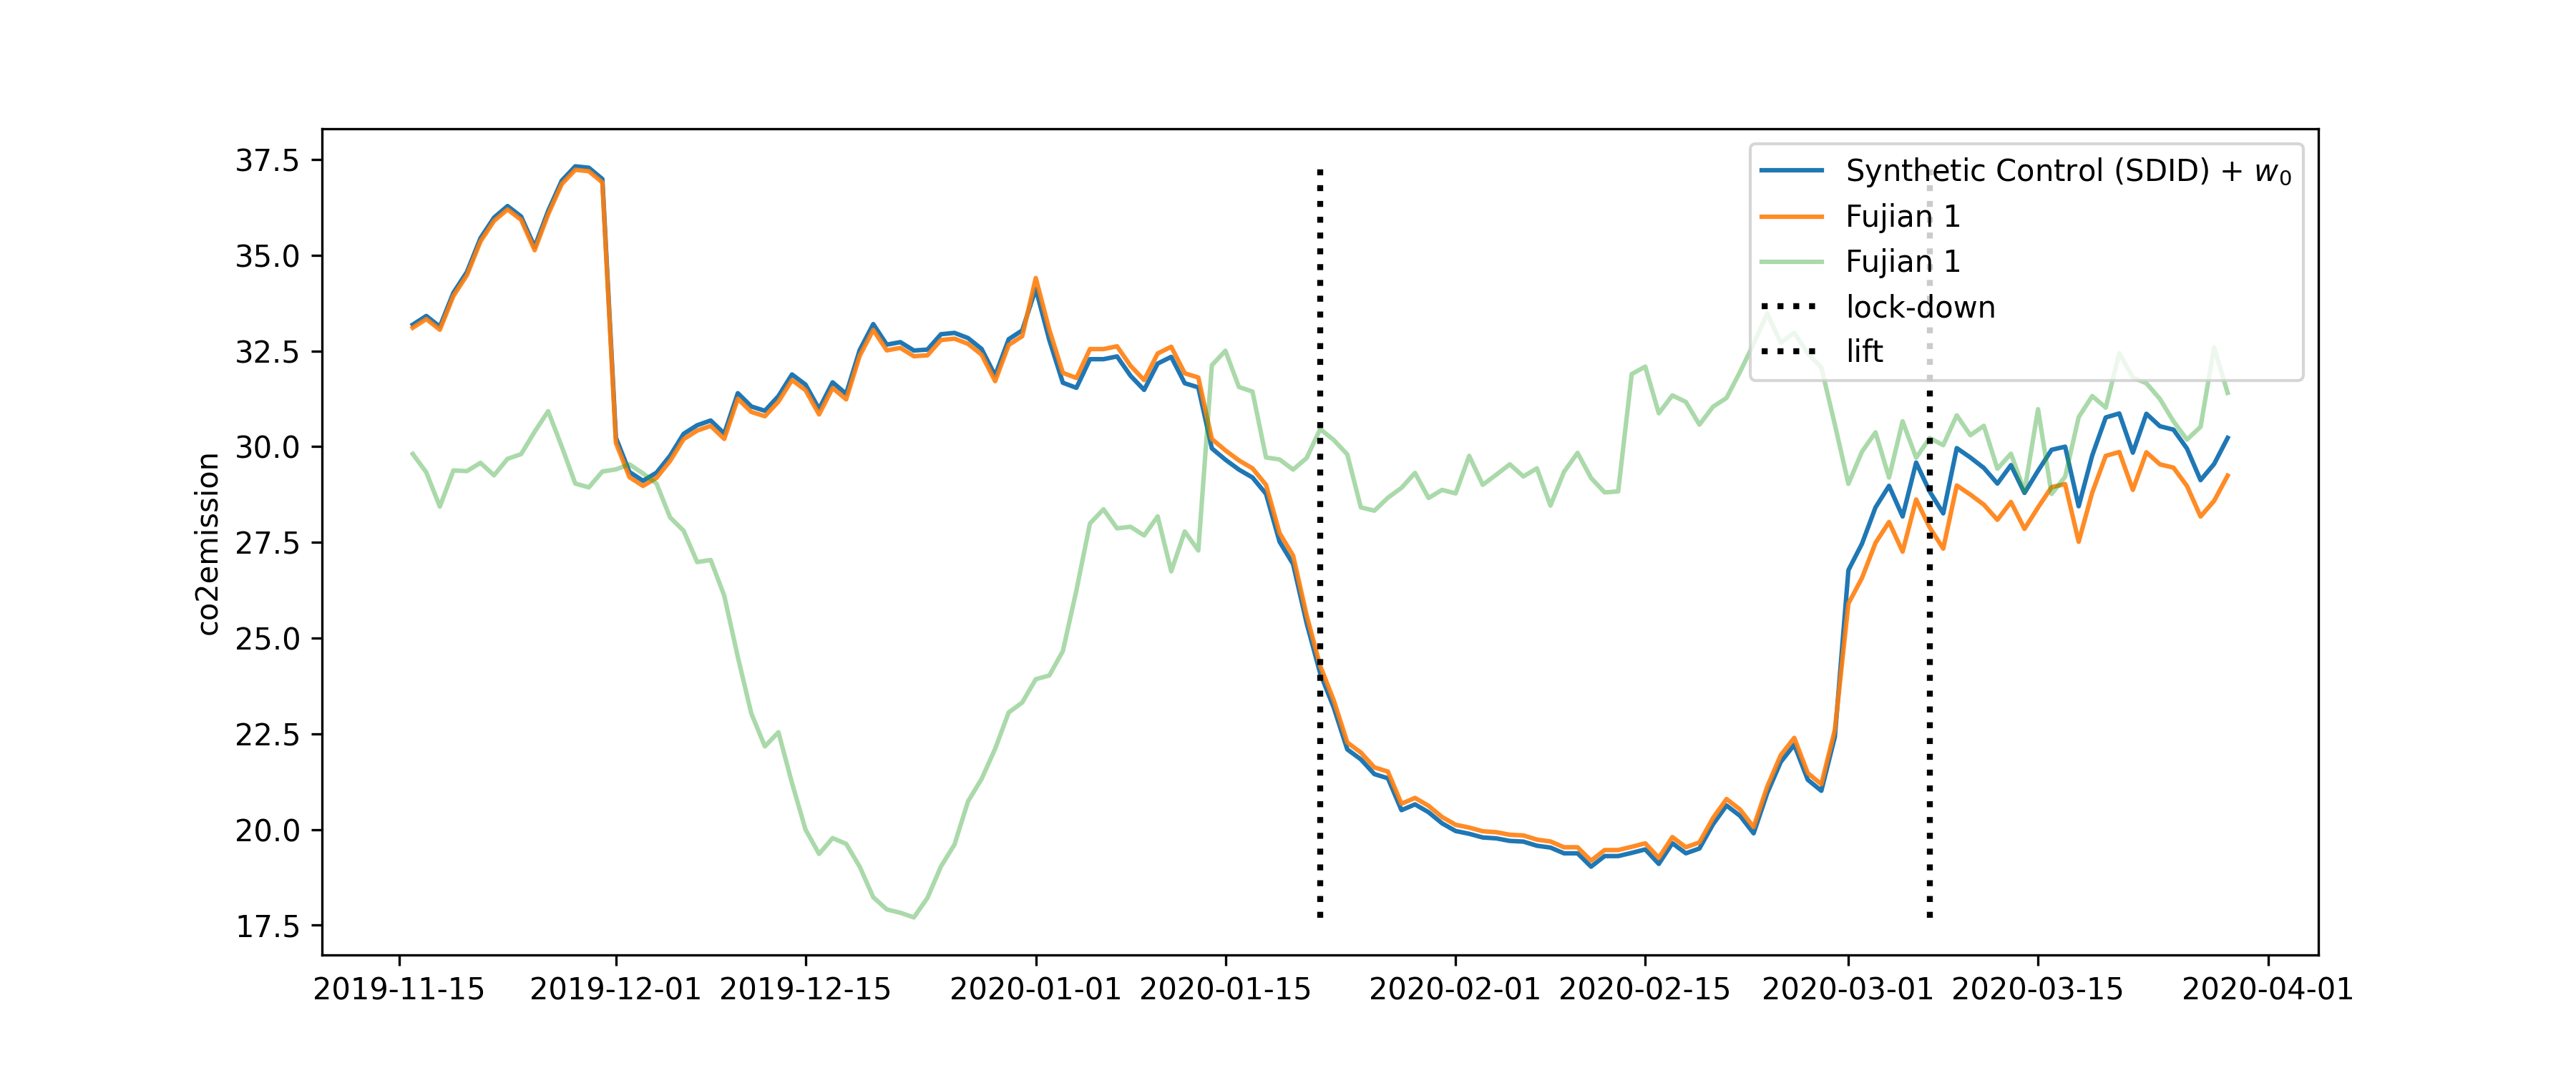 37.5
35.0
32.5
30.0
27.5
25.0
22.5
20.0
17.5
co2emission
Synthetic Control (SDID) + w₀
Fujian 1
Fujian 1
lock-down
lift
2019-11-15 2019-12-01 2019-12-15 2020-01-01 2020-01-15 2020-02-01 2020-02-15 2020-03-01 2020-03-15 2020-04-01